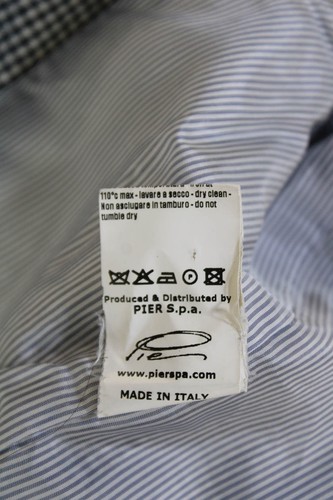 110°c max - lavare a secco - dry clean -
Non asciugare in tamburo - do not
tumble dry
P
Produced & Distributed by
PIER S.p.a.
Pier
www.pierspa.com
MADE IN ITALY